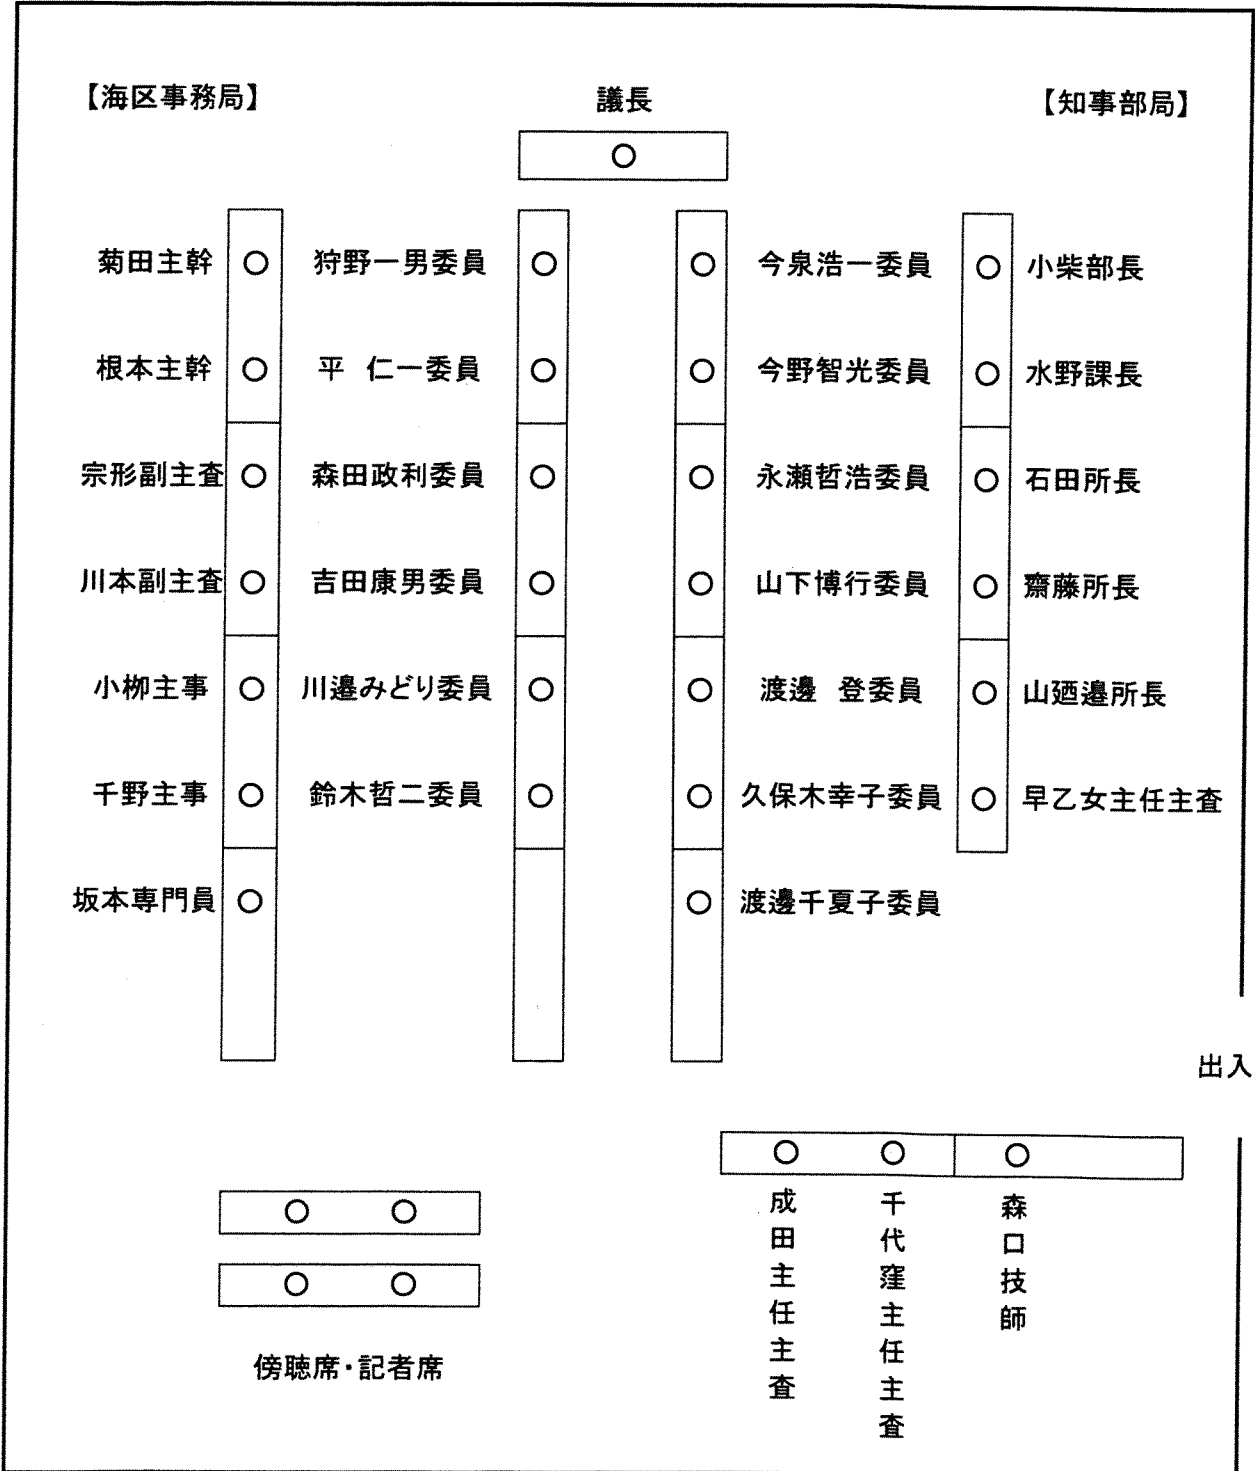 【海区事務局】 議長 【知事部局】
菊田主幹 狩野一男委員 今泉浩一委員 小柴部長
根本主幹 平 仁一委員 今野智光委員 水野課長
宗形副主査 森田政利委員 永瀬哲浩委員 石田所長
川本副主査 吉田康男委員 山下博行委員 齋藤所長
小栁主事 川邉みどり委員 渡邊 登委員 山廼邉所長
千野主事 鈴木哲二委員 久保木幸子委員 早乙女主任主査
坂本専門員 渡邊千夏子委員
出入
成田主任主査
千代窪主任主査
森口技師
傍聴席・記者席